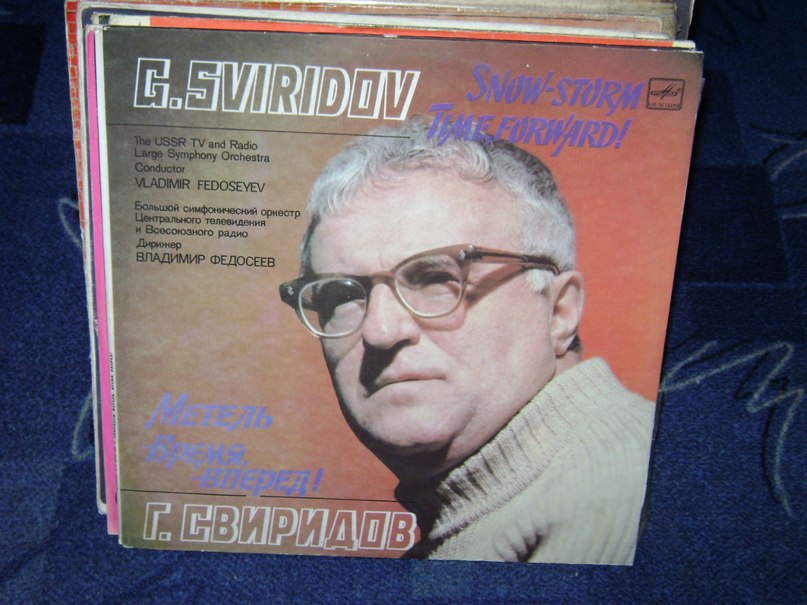 G. SVIRIDOV
SNOW-STORM
TIME, FORWARD!
МЕЛОДИЯ
The USSR TV and Radio
Large Symphony Orchestra
Conductor
VLADIMIR FEDOSEYEV
Большой симфонический оркестр
Центрального телевидения
и Всесоюзного радио
Дирижер
ВЛАДИМИР ФЕДОСЕЕВ
Метель
Время,
вперед!
Г. СВИРИДОВ